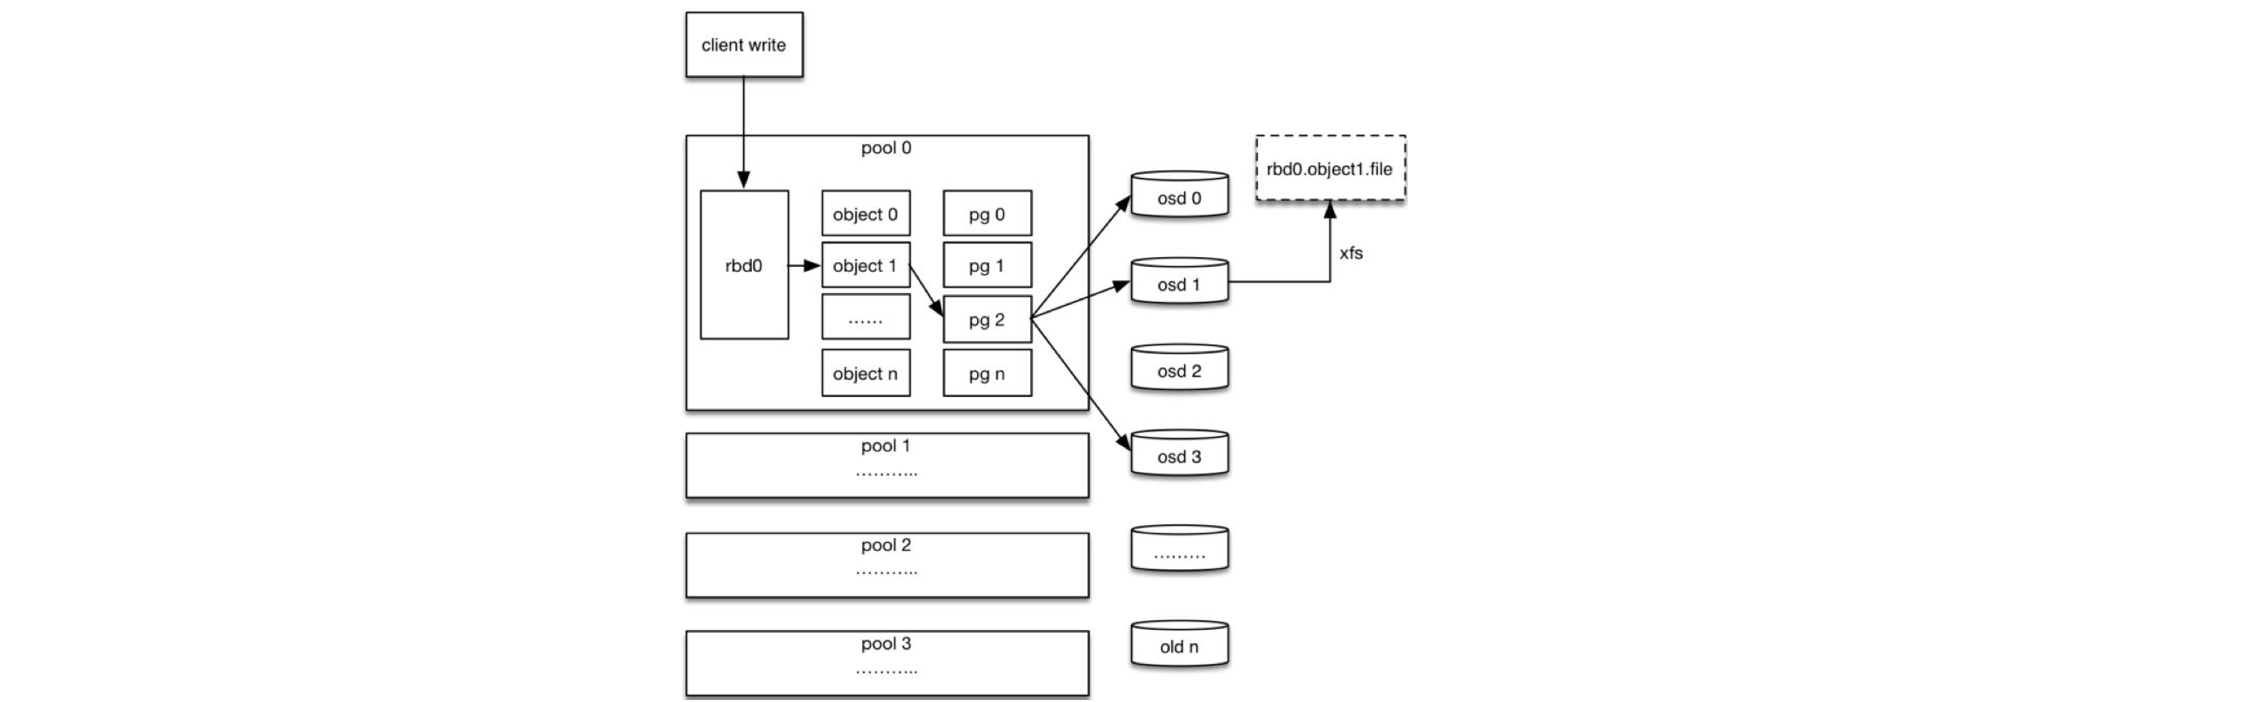 client write
pool 0
rbd0
object 0
object 1
......
object n
pg 0
pg 1
pg 2
pg n
pool 1
...........
pool 2
...........
pool 3
...........
osd 0
osd 1
osd 2
osd 3
.........
old n
rbd0.object1.file
xfs